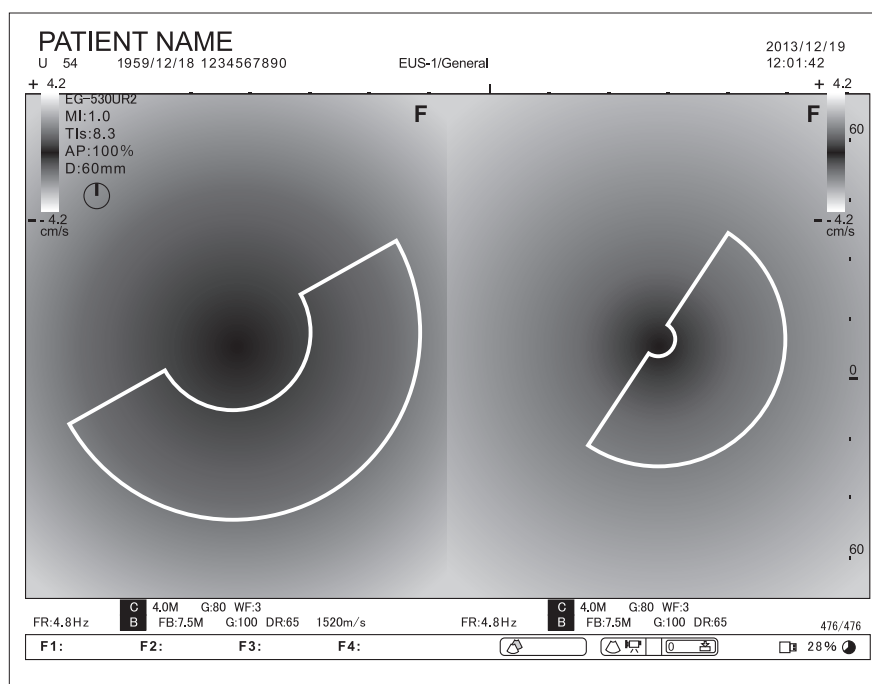 PATIENT NAME
U 54 1959/12/18 1234567890 EUS-1/General
2013/12/19
12:01:42
+ 4.2
+ 4.2
EG-530UR2
MI:1.0
TIs:8.3
AP:100%
D:60mm
F
F
60
- 4.2
cm/s
- 4.2
cm/s
0
60
C 4.0M G:80 WF:3
C 4.0M G:80 WF:3
FR:4.8Hz B FB:7.5M G:100 DR:65 1520m/s
FR:4.8Hz B FB:7.5M G:100 DR:65
476/476
F1: F2: F3: F4: 0 28%